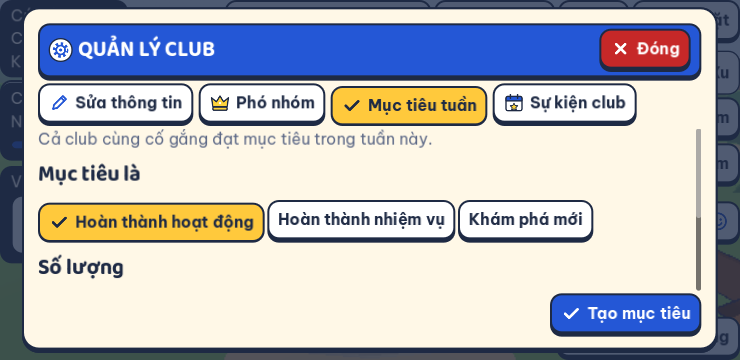 QUẢN LÝ CLUB
Đóng
Sửa thông tin
Phó nhóm
Mục tiêu tuần
Sự kiện club
Cả club cùng cố gắng đạt mục tiêu trong tuần này.
Mục tiêu là
Hoàn thành hoạt động
Hoàn thành nhiệm vụ
Khám phá mới
Số lượng
Tạo mục tiêu